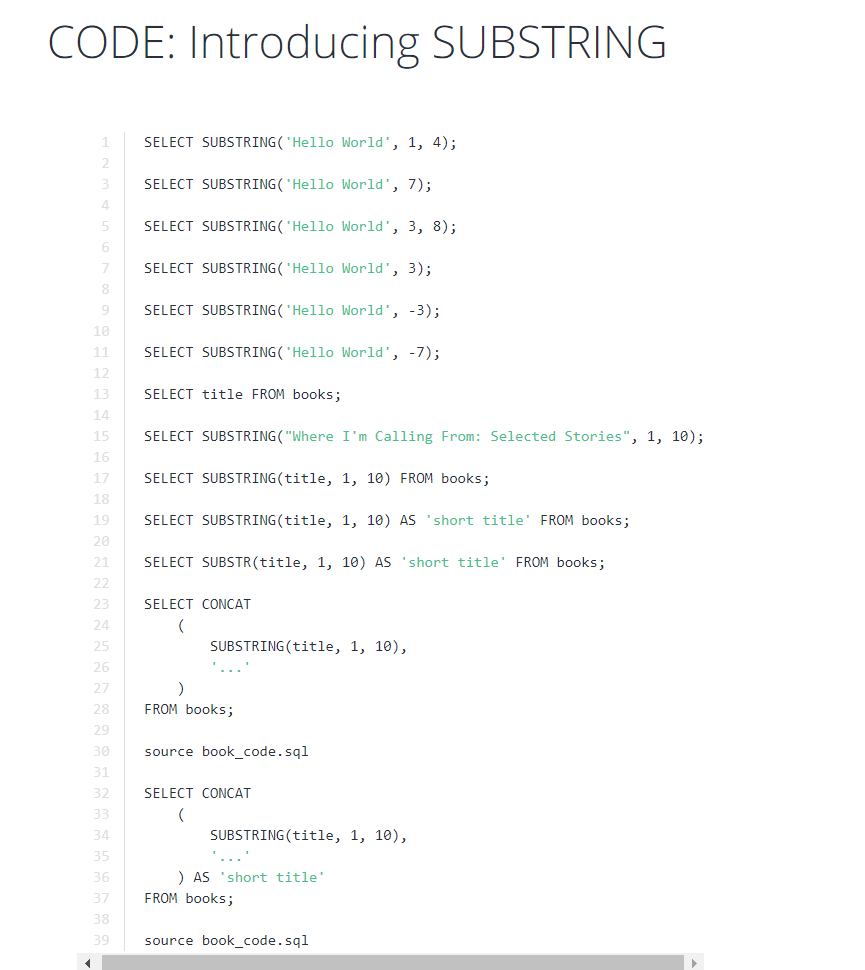 CODE: Introducing SUBSTRING
1 SELECT SUBSTRING('Hello World', 1, 4);
2
3 SELECT SUBSTRING('Hello World', 7);
4
5 SELECT SUBSTRING('Hello World', 3, 8);
6
7 SELECT SUBSTRING('Hello World', 3);
8
9 SELECT SUBSTRING('Hello World', -3);
10
11 SELECT SUBSTRING('Hello World', -7);
12
13 SELECT title FROM books;
14
15 SELECT SUBSTRING("Where I'm Calling From: Selected Stories", 1, 10);
16
17 SELECT SUBSTRING(title, 1, 10) FROM books;
18
19 SELECT SUBSTRING(title, 1, 10) AS 'short title' FROM books;
20
21 SELECT SUBSTR(title, 1, 10) AS 'short title' FROM books;
22
23 SELECT CONCAT
24     (
25         SUBSTRING(title, 1, 10),
26         '...'
27     )
28 FROM books;
29
30 source book_code.sql
31
32 SELECT CONCAT
33     (
34         SUBSTRING(title, 1, 10),
35         '...'
36     ) AS 'short title'
37 FROM books;
38
39 source book_code.sql